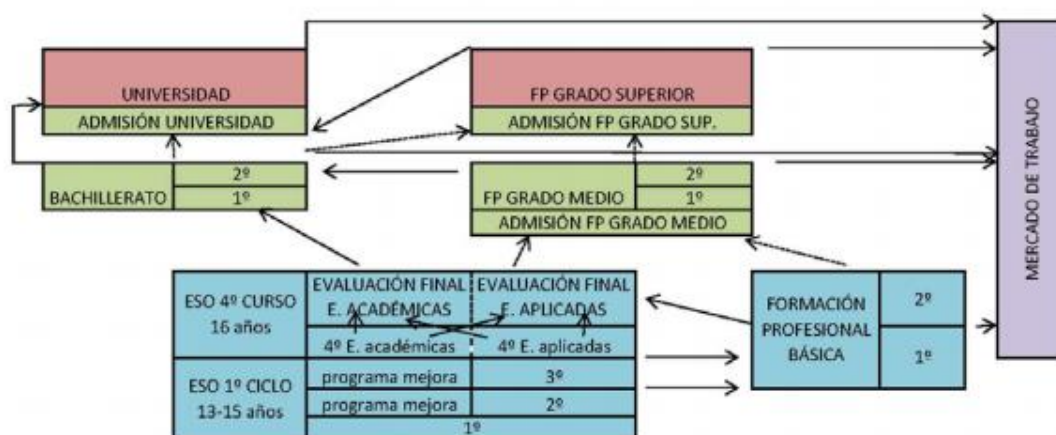 UNIVERSIDAD
ADMISIÓN UNIVERSIDAD
FP GRADO SUPERIOR
ADMISIÓN FP GRADO SUP.
MERCADO DE TRABAJO
BACHILLERATO
2º
1º
FP GRADO MEDIO
2º
1º
ADMISIÓN FP GRADO MEDIO
ESO 4º CURSO
16 años
EVALUACIÓN FINAL
E. ACADÉMICAS
EVALUACIÓN FINAL
E. APLICADAS
4º E. académicas
4º E. aplicadas
FORMACIÓN
PROFESIONAL
BÁSICA
2º
1º
ESO 1º CICLO
13-15 años
programa mejora
3º
programa mejora
2º
1º